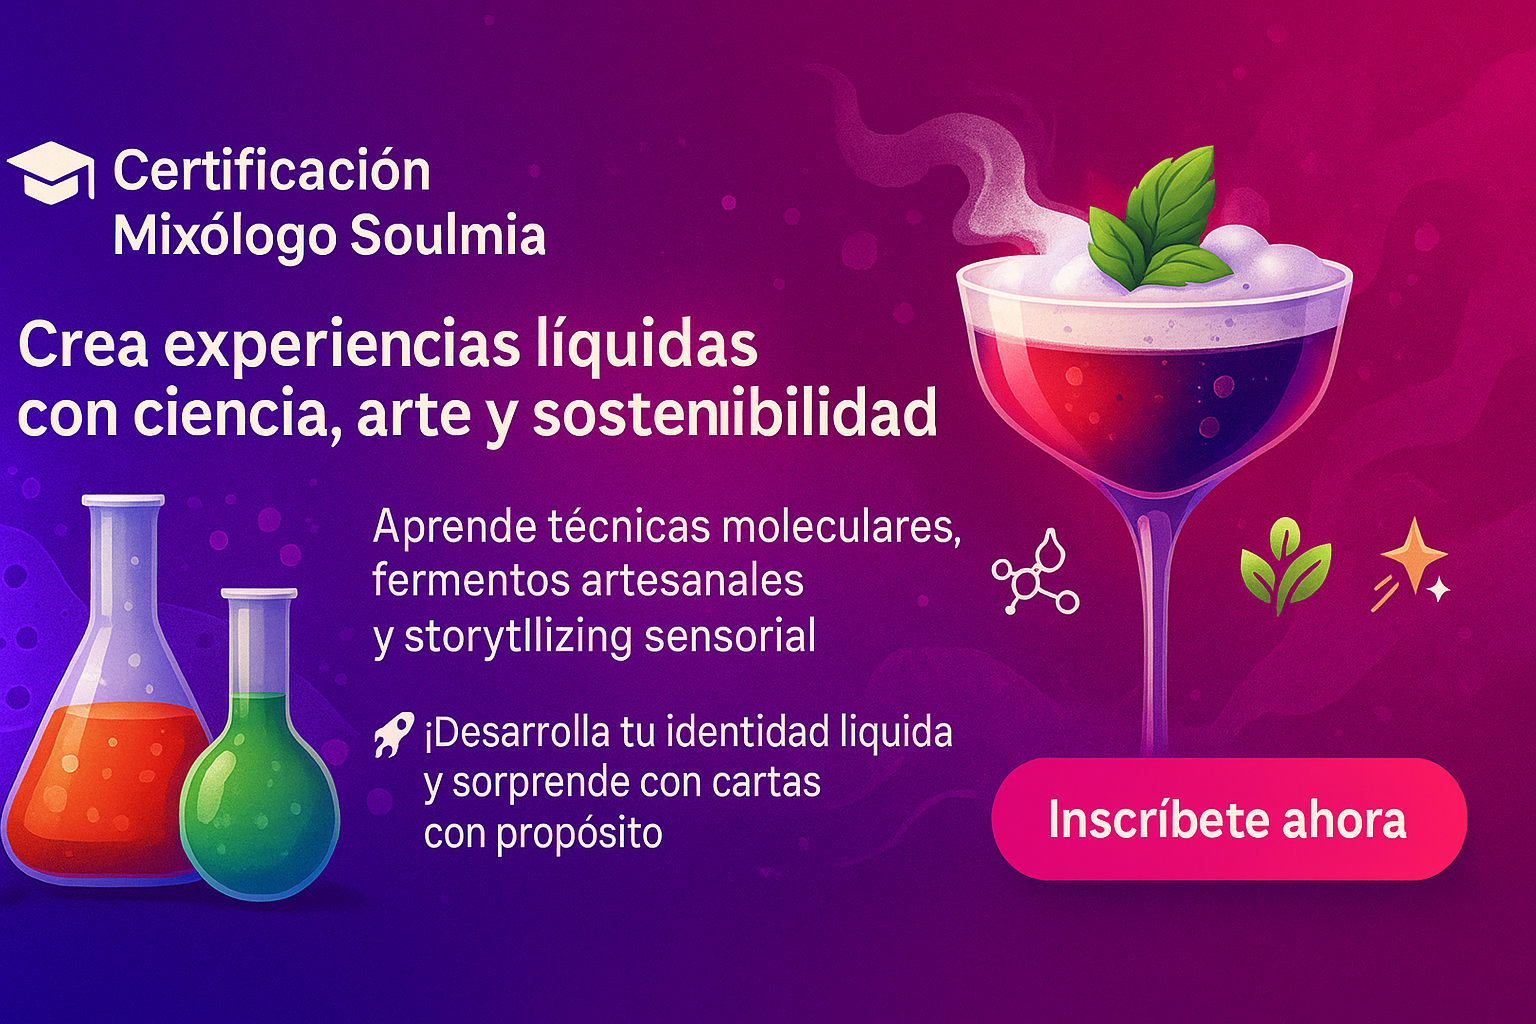 Certificación
Mixólogo Soulmia
Crea experiencias líquidas
con ciencia, arte y sostenıibilidad
Aprende técnicas moleculares,
fermentos artesanales
y storytllizing sensorial
¡Desarrolla tu identidad liquida
y sorprende con cartas
con propósito
Inscríbete ahora